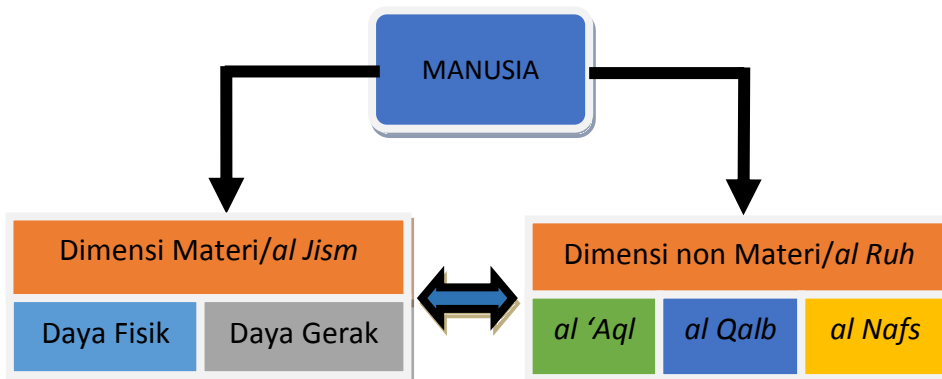 MANUSIA
Dimensi Materi/al Jism
Dimensi non Materi/al Ruh
Daya Fisik
Daya Gerak
al ‘Aql
al Qalb
al Nafs